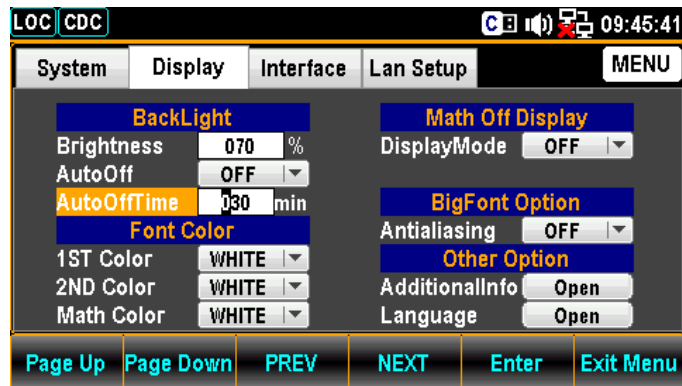 LOC CDC C 09:45:41
System Display Interface Lan Setup MENU
BackLight
Brightness 070 %
AutoOff OFF
AutoOffTime 030 min
Font Color
1ST Color WHITE
2ND Color WHITE
Math Color WHITE
Math Off Display
DisplayMode OFF
BigFont Option
Antialiasing OFF
Other Option
AdditionalInfo Open
Language Open
Page Up Page Down PREV NEXT Enter Exit Menu